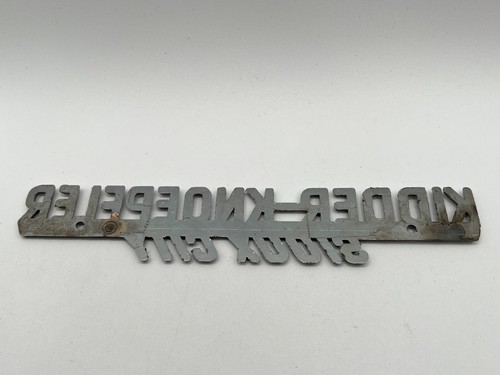 KIDDER-KNOEPFLER
SIOUX CITY